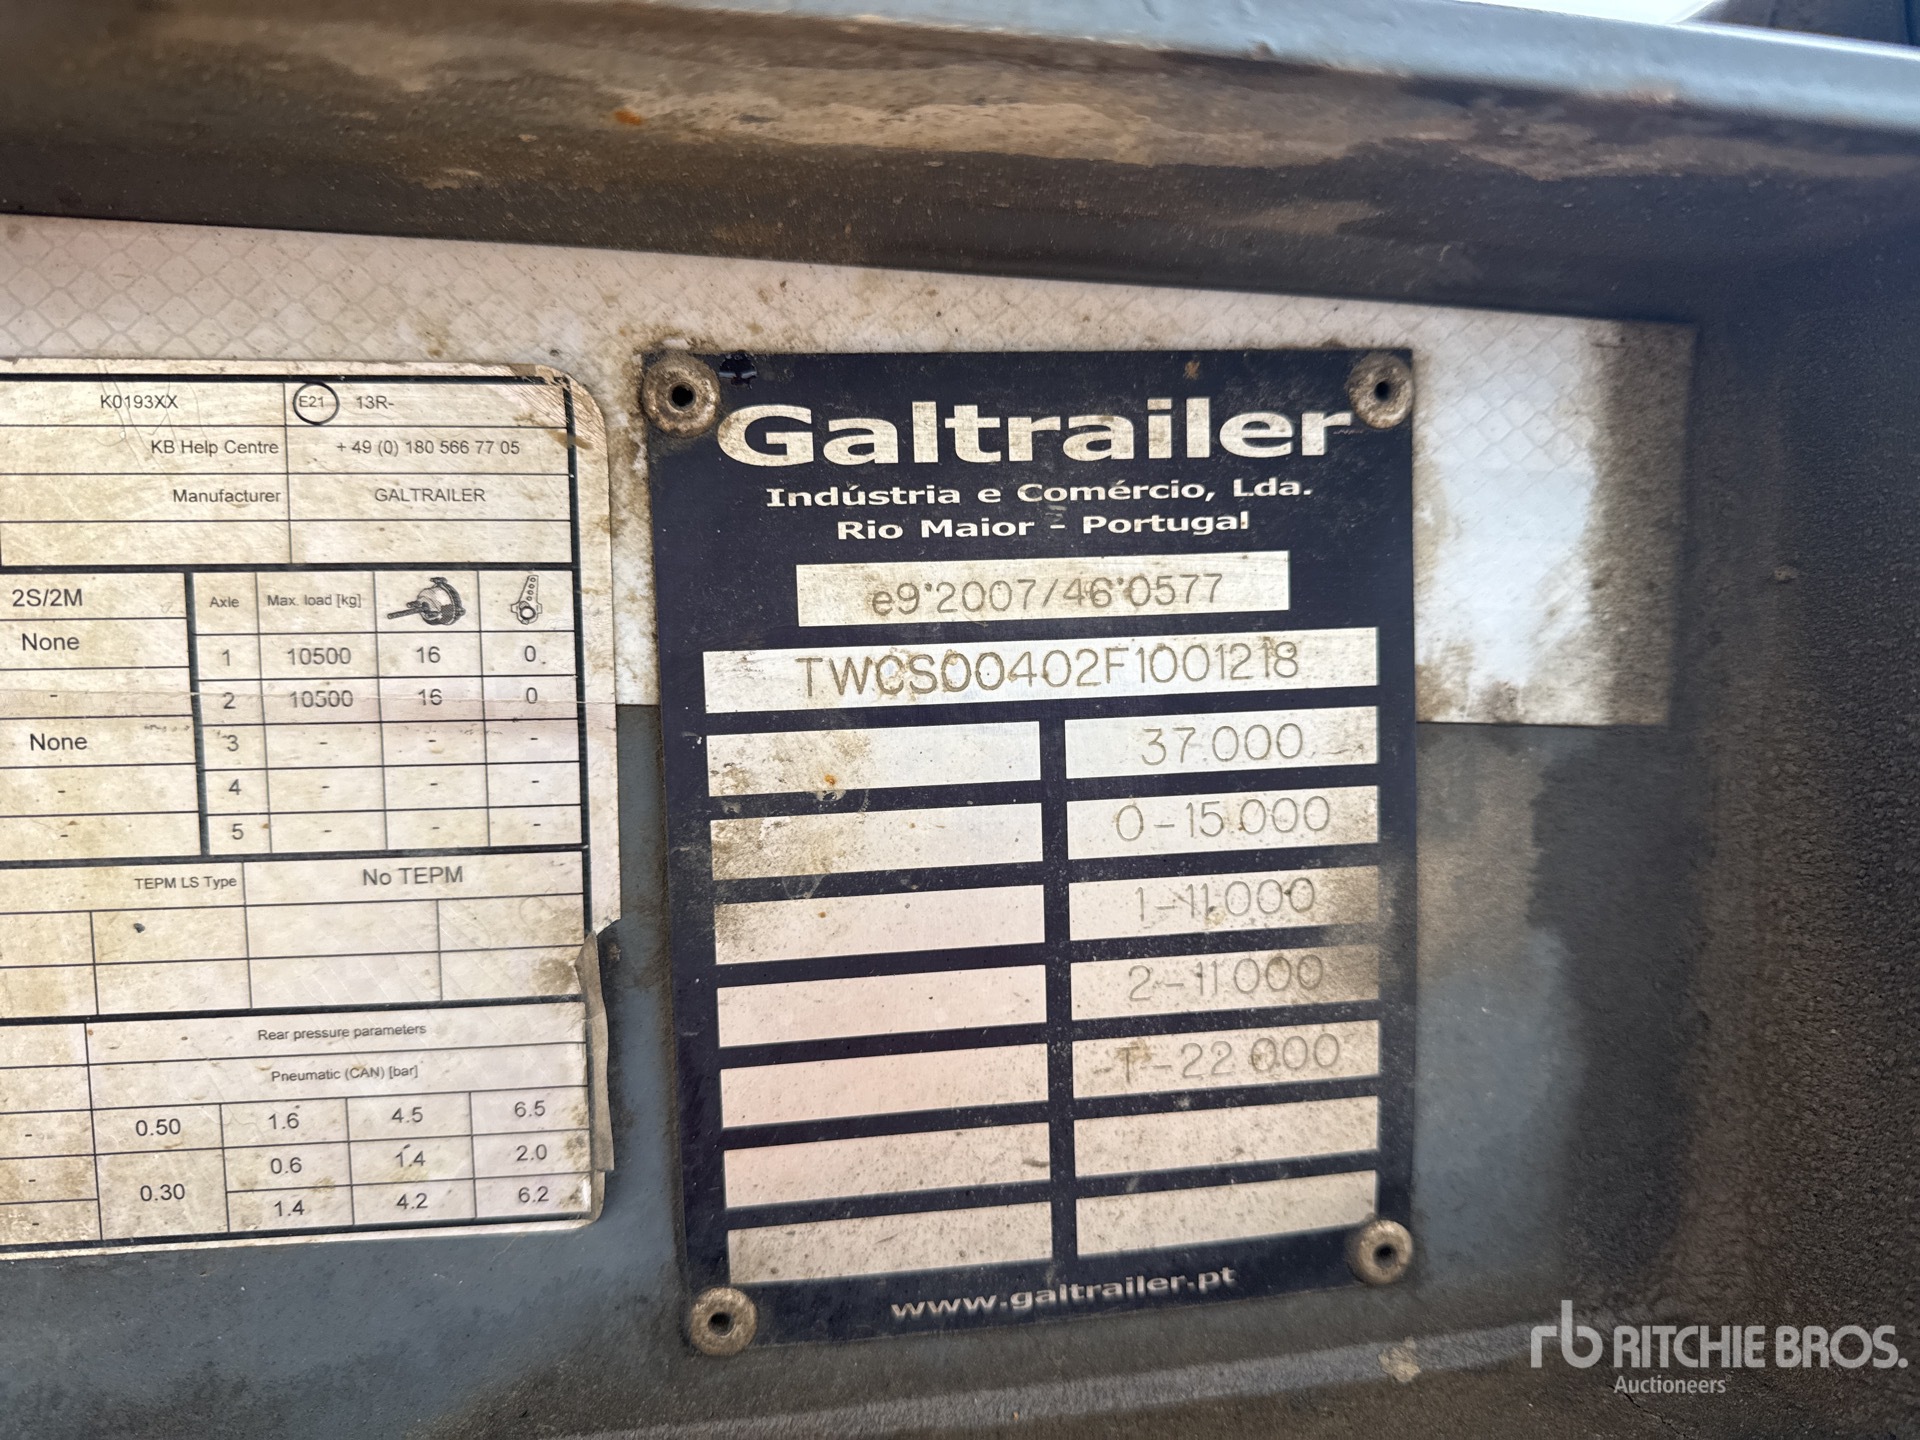 K0193XX E21 13R-
KB Help Centre + 49 (0) 180 566 77 05
Manufacturer GALTRAILER
2S/2M
None
-
None
-
-
Axle Max. load [kg]
1 10500 16 0
2 10500 16 0
3 - - -
4 - - -
5 - - -
TEPM LS Type No TEPM
Rear pressure parameters
Pneumatic (CAN) [bar]
- 0.50 1.6 4.5 6.5
- 0.30 0.6 1.4 2.0
- 1.4 4.2 6.2
Galtrailer
Indústria e Comércio, Lda.
Rio Maior - Portugal
e9*2007/46*0577
TWCS00402F1001218
37.000
0-15.000
1-11.000
2-11.000
T-22.000
www.galtrailer.pt
rb RITCHIE BROS.
Auctioneers